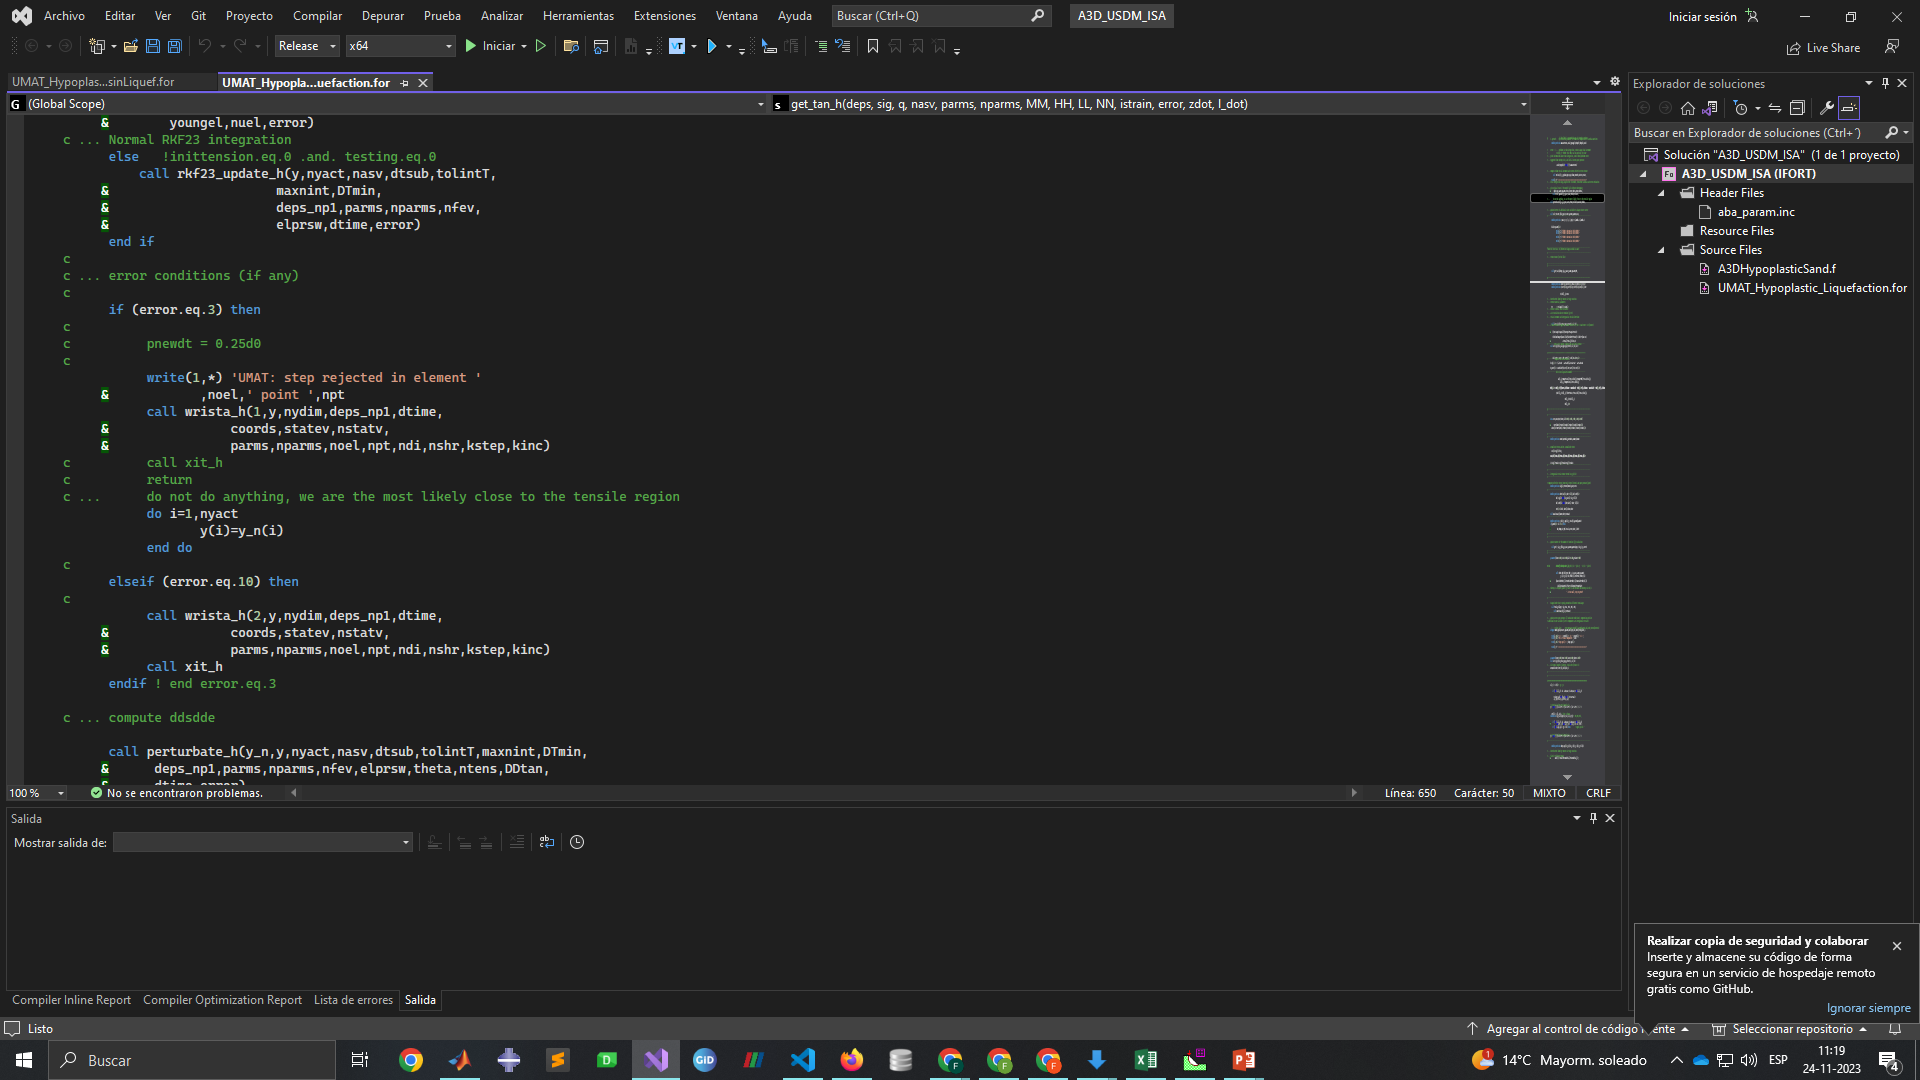 Archivo Editar Ver Git Proyecto Compilar Depurar Prueba Analizar Herramientas Extensiones Ventana Ayuda Buscar (Ctrl+Q) A3D_USDM_ISA Iniciar sesión
Release x64 Iniciar Live Share
UMAT_Hypoplas...sinLiquef.for UMAT_Hypopla...uefaction.for
(Global Scope) get_tan_h(deps, sig, q, nasv, parms, nparms, MM, HH, LL, NN, istrain, error, zdot, I_dot)
& youngel,nuel,error)
c ... Normal RKF23 integration
else !inittension.eq.0 .and. testing.eq.0
call rkf23_update_h(y,nyact,nasv,dtsub,tolintT,
& maxnint,DTmin,
& deps_np1,parms,nparms,nfev,
& elprsw,dtime,error)
end if
c
c ... error conditions (if any)
c
if (error.eq.3) then
c
c pnewdt = 0.25d0
c
write(1,*) 'UMAT: step rejected in element '
& ,noel,' point ',npt
call wrista_h(1,y,nydim,deps_np1,dtime,
& coords,statev,nstatv,
& parms,nparms,noel,npt,ndi,nshr,kstep,kinc)
c call xit_h
c return
c ... do not do anything, we are the most likely close to the tensile region
do i=1,nyact
y(i)=y_n(i)
end do
c
elseif (error.eq.10) then
c
call wrista_h(2,y,nydim,deps_np1,dtime,
& coords,statev,nstatv,
& parms,nparms,noel,npt,ndi,nshr,kstep,kinc)
call xit_h
endif ! end error.eq.3
c ... compute ddsdde
call perturbate_h(y_n,y,nyact,nasv,dtsub,tolintT,maxnint,DTmin,
& deps_np1,parms,nparms,nfev,elprsw,theta,ntens,DDtan,
& dtime,error)
100 % No se encontraron problemas. Línea: 650 Carácter: 50 MIXTO CRLF
Salida
Mostrar salida de:
Compiler Inline Report Compiler Optimization Report Lista de errores Salida
Explorador de soluciones
Buscar en Explorador de soluciones (Ctrl+´)
Solución "A3D_USDM_ISA" (1 de 1 proyecto)
A3D_USDM_ISA (IFORT)
Header Files
aba_param.inc
Resource Files
Source Files
A3DHypoplasticSand.f
UMAT_Hypoplastic_Liquefaction.for
Realizar copia de seguridad y colaborar
Inserte y almacene su código de forma
segura en un servicio de hospedaje remoto
gratis como GitHub.
Ignorar siempre
Listo Agregar al control de código Seleccionar repositorio
Buscar GiD 1 14°C Mayorm. soleado ESP 11:19
24-11-2023 4